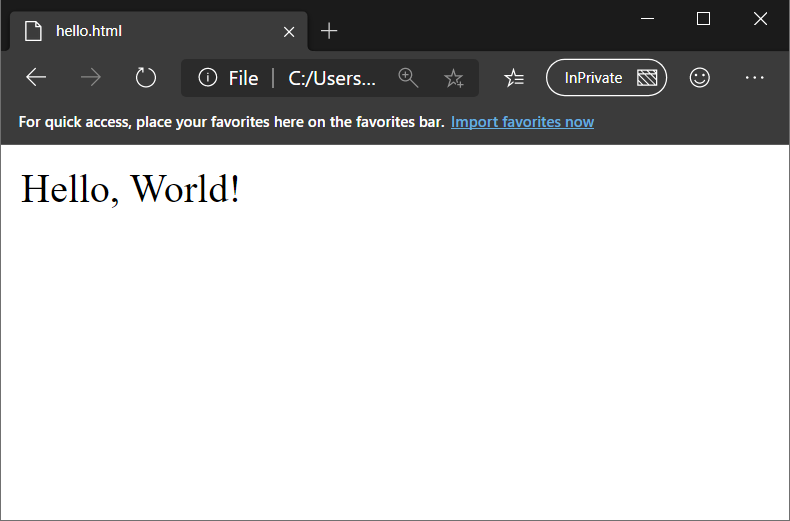 hello.html
File | C:/Users... InPrivate
For quick access, place your favorites here on the favorites bar. Import favorites now
Hello, World!